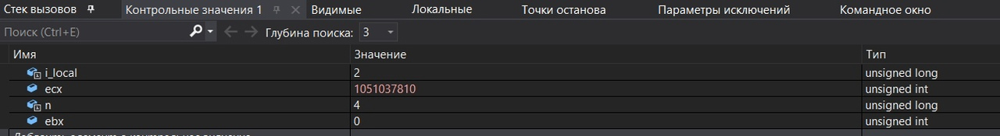 Стек вызовов Контрольные значения 1 Видимые Локальные Точки останова Параметры исключений Командное окно
Поиск (Ctrl+E) Глубина поиска: 3
Имя Значение Тип
i_local 2 unsigned long
ecx 1051037810 unsigned int
n 4 unsigned long
ebx 0 unsigned int